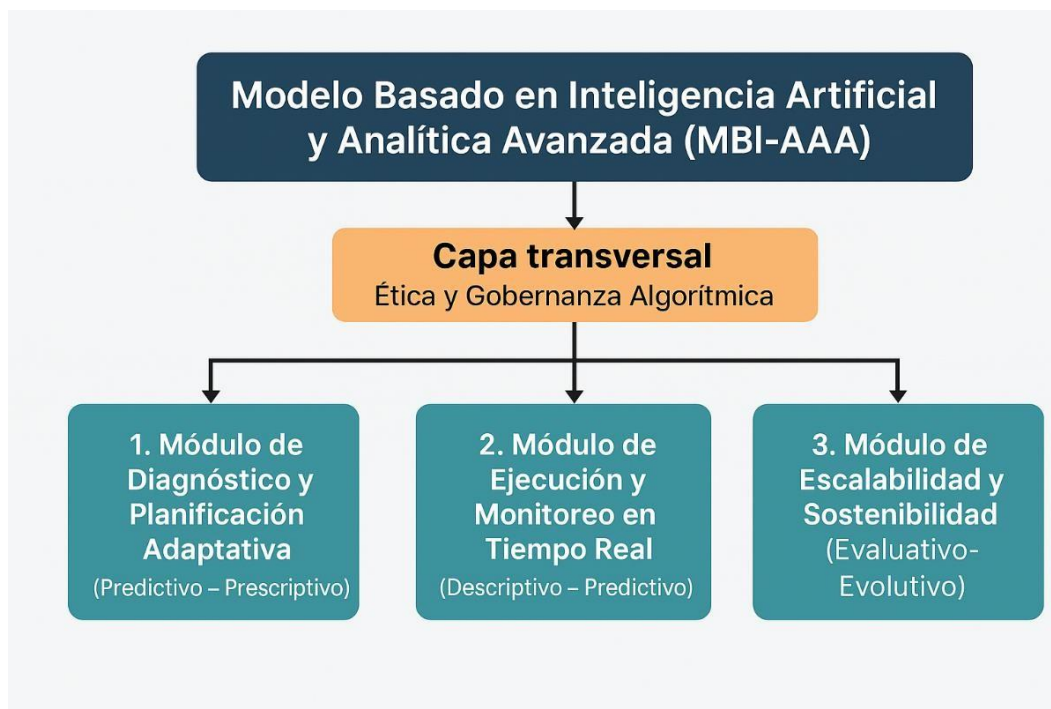 Modelo Basado en Inteligencia Artificial
y Analítica Avanzada (MBI-AAA)
Capa transversal
Ética y Gobernanza Algorítmica
1. Módulo de
Diagnóstico y
Planificación
Adaptativa
(Predictivo – Prescriptivo)
2. Módulo de
Ejecución y
Monitoreo en
Tiempo Real
(Descriptivo – Predictivo)
3. Módulo de
Escalabilidad y
Sostenibilidad
(Evaluativo-
Evolutivo)